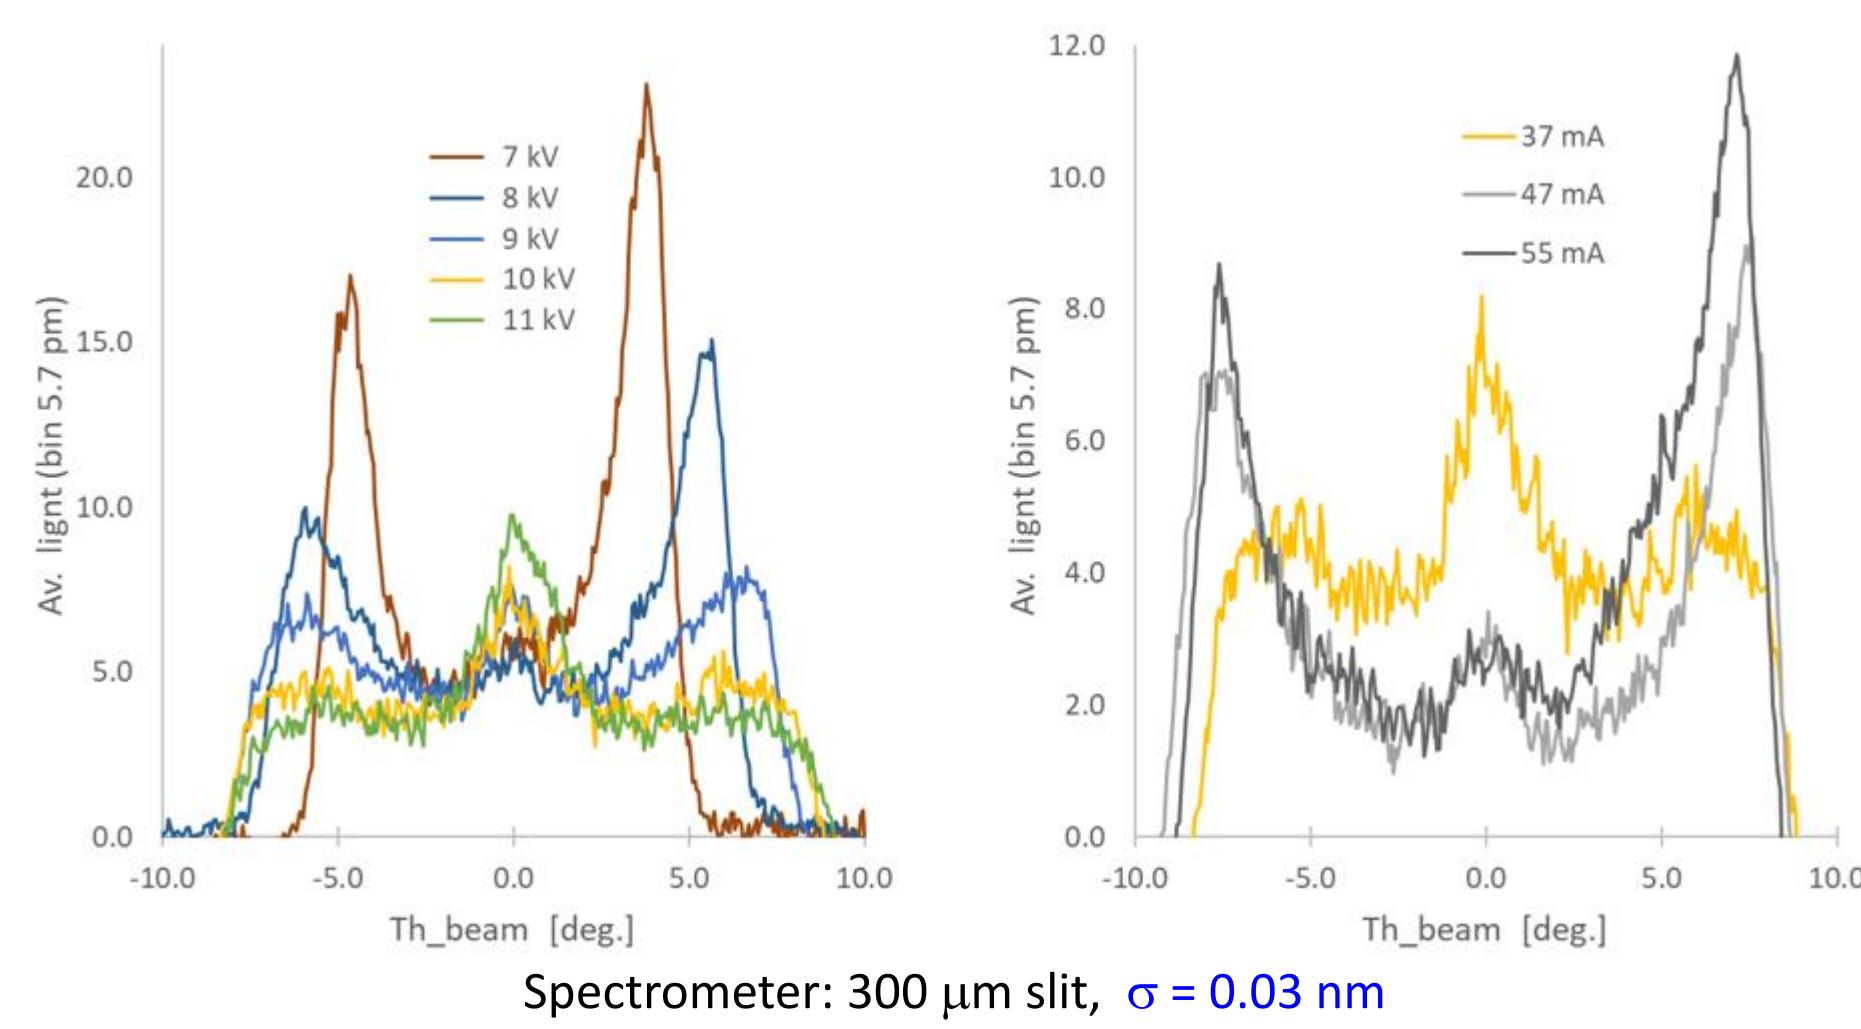 20.0
15.0
10.0
5.0
0.0
-10.0 -5.0 0.0 5.0 10.0
Av. lignt (bin 5.7 pm)
Th_beam [deg.]
7 kV
8 kV
9 kV
10 kV
11 kV
12.0
10.0
8.0
6.0
4.0
2.0
0.0
-10.0 -5.0 0.0 5.0 10.0
Av. lignt (bin 5.7 pm)
Th_beam [deg.]
37 mA
47 mA
55 mA
Spectrometer: 300 μm slit, σ = 0.03 nm